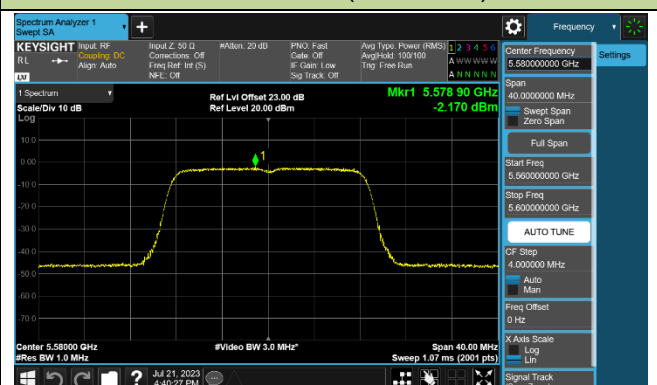 Spectrum Analyzer 1
Swept SA
Frequency
KEYSIGHT
RL
LXI
Input: RF
Coupling: DC
Align: Auto
Input Z: 50 Ω
Corrections: Off
Freq Ref: Int (S)
NFE: Off
#Atten: 20 dB
PNO: Fast
Gate: Off
IF Gain: Low
Sig Track: Off
Avg Type: Power (RMS)
Avg|Hold: 100/100
Trig: Free Run
1 2 3 4 5 6
A W W W W W
A N N N N N
Center Frequency
5.580000000 GHz
Settings
Span
40.0000000 MHz
Swept Span
Zero Span
Full Span
Start Freq
5.560000000 GHz
Stop Freq
5.600000000 GHz
AUTO TUNE
CF Step
4.000000 MHz
Auto
Man
Freq Offset
0 Hz
X Axis Scale
Log
Lin
Signal Track
1 Spectrum
Scale/Div 10 dB
Log
Ref Lvl Offset 23.00 dB
Ref Level 20.00 dBm
Mkr1 5.578 90 GHz
-2.170 dBm
10.0
0.00
-10.0
-20.0
-30.0
-40.0
-50.0
-60.0
-70.0
1
Center 5.58000 GHz
#Res BW 1.0 MHz
#Video BW 3.0 MHz*
Span 40.00 MHz
Sweep 1.07 ms (2001 pts)
?
Jul 21, 2023
4:40:27 PM